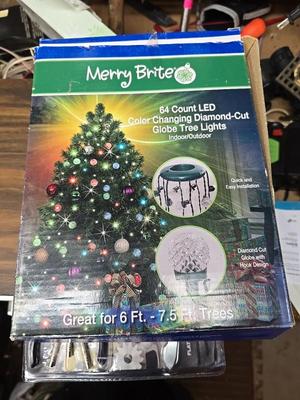 Merry Brite
64 Count LED
Color Changing Diamond-Cut
Globe Tree Lights
Indoor/Outdoor
Quick and
Easy Installation
Diamond Cut
Globe with
Hook Design
Great for 6 Ft. - 7.5 Ft. Trees